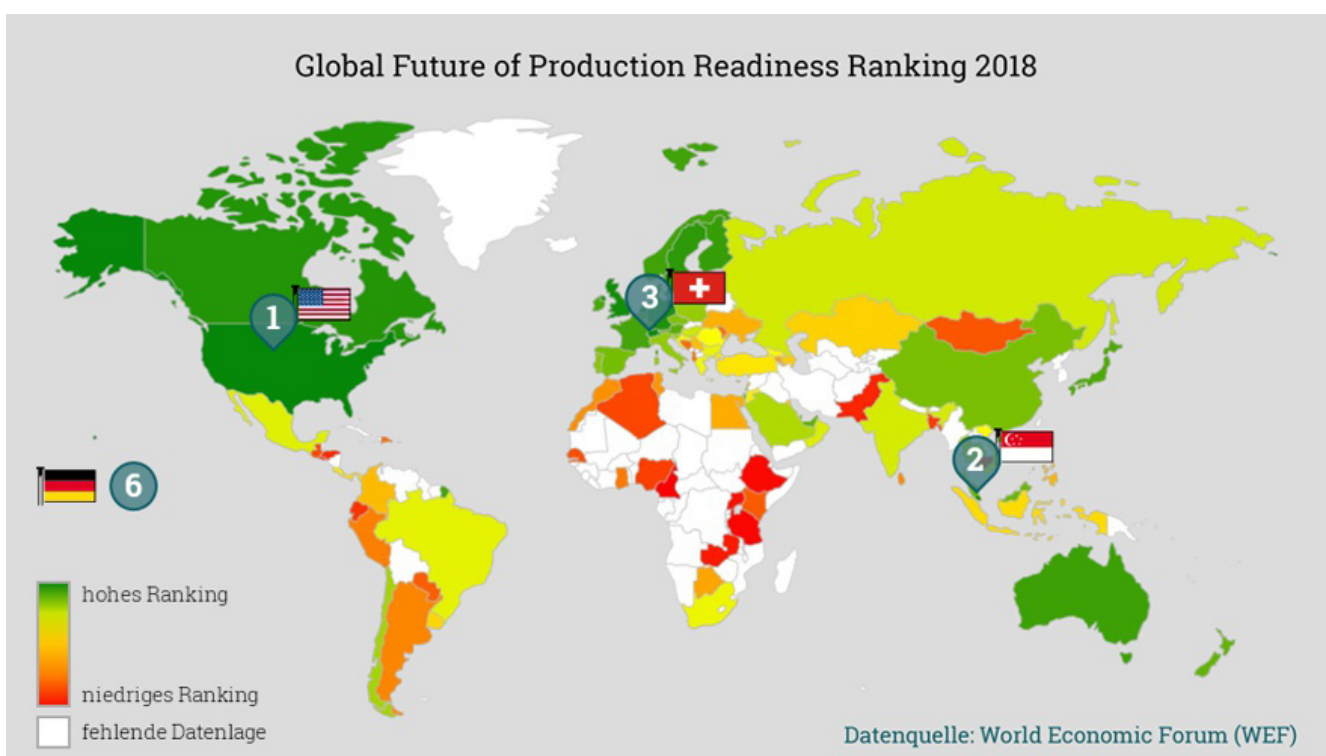 Global Future of Production Readiness Ranking 2018
1
3
2
6
hohes Ranking
niedriges Ranking
fehlende Datenlage
Datenquelle: World Economic Forum (WEF)